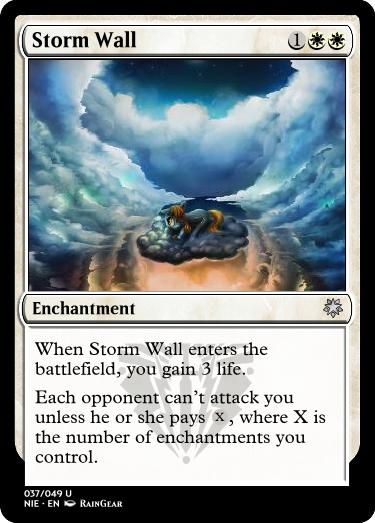 Storm Wall 1
Enchantment
When Storm Wall enters the
battlefield, you gain 3 life.
Each opponent can't attack you
unless he or she pays X, where X is
the number of enchantments you
control.
037/049 U
NIE · EN RainGear